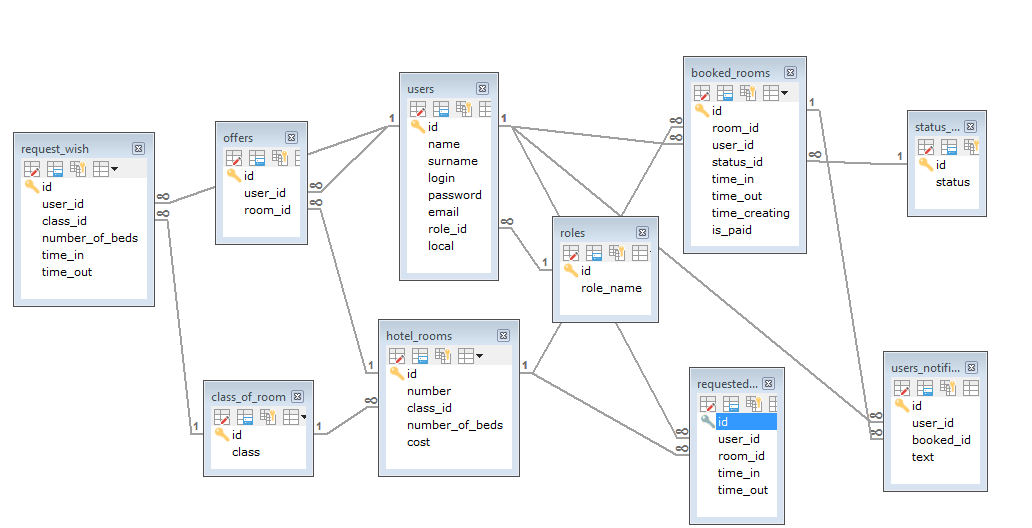 request_wish
id
user_id
class_id
number_of_beds
time_in
time_out
offers
id
user_id
room_id
users
id
name
surname
login
password
email
role_id
local
roles
id
role_name
booked_rooms
id
room_id
user_id
status_id
time_in
time_out
time_creating
is_paid
status_...
id
status
class_of_room
id
class
hotel_rooms
id
number
class_id
number_of_beds
cost
requested...
id
user_id
room_id
time_in
time_out
users_notifi...
id
user_id
booked_id
text
1
∞
∞
∞
∞
1
1
∞
1
1
1
∞
1
∞
∞
1
∞
1
∞
∞
∞
∞